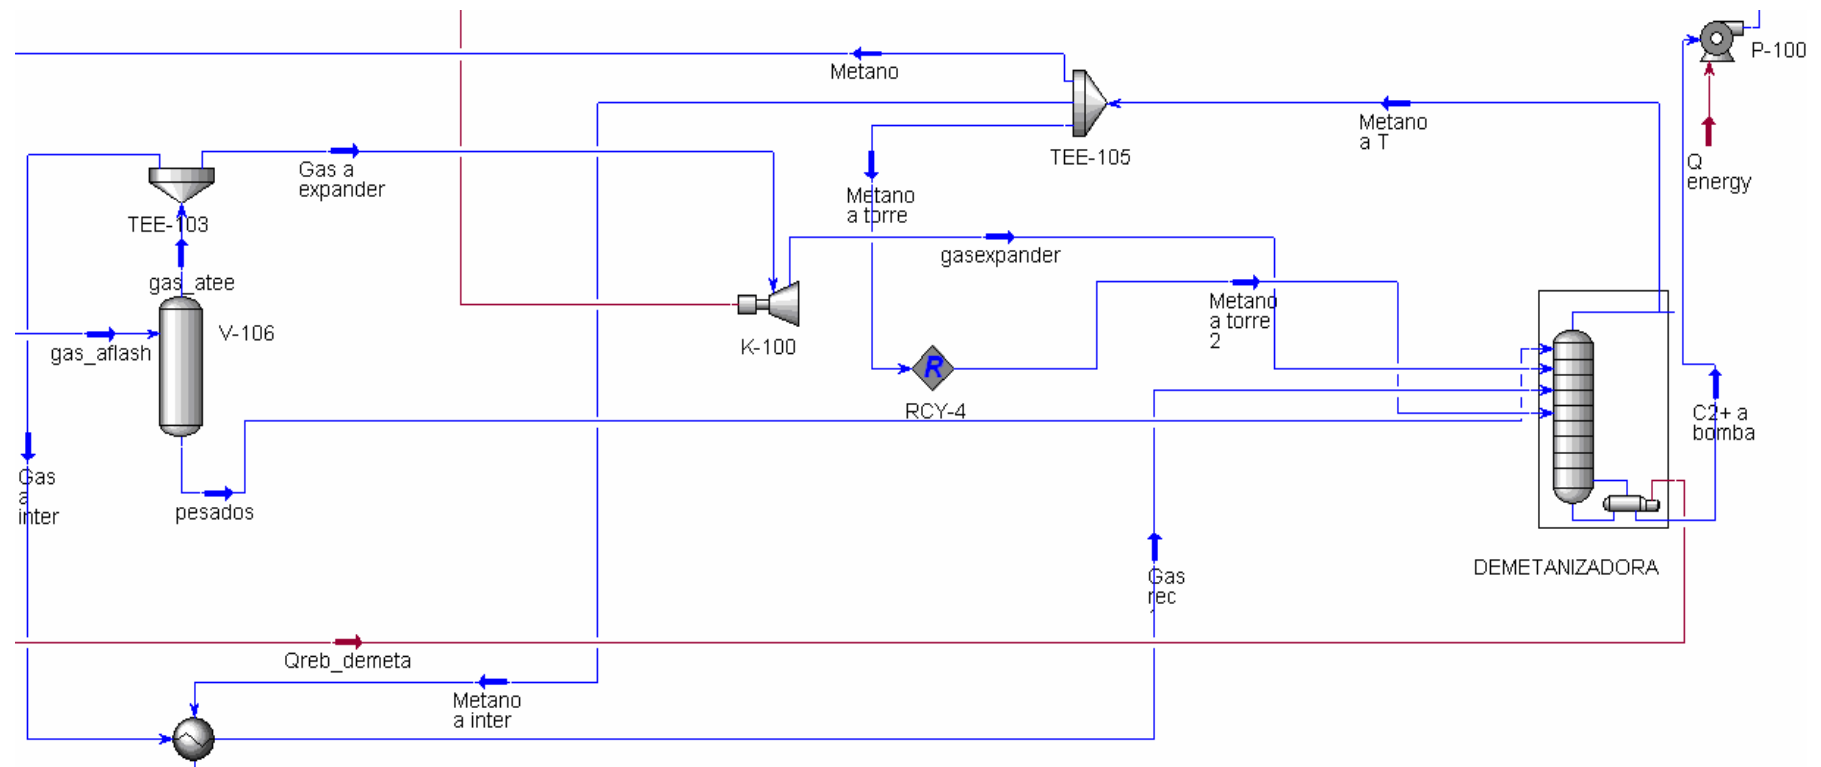 P-100
Metano
Metano
a T
TEE-105
Q
energy
Gas a
expander
Metano
a torre
TEE-103
gasexpander
gas_atee
Metano
a torre
2
V-106
K-100
gas_aflash
R
RCY-4
C2+ a
bomba
Gas
a
inter
pesados
DEMETANIZADORA
Gas
rec
Qreb_demeta
Metano
a inter